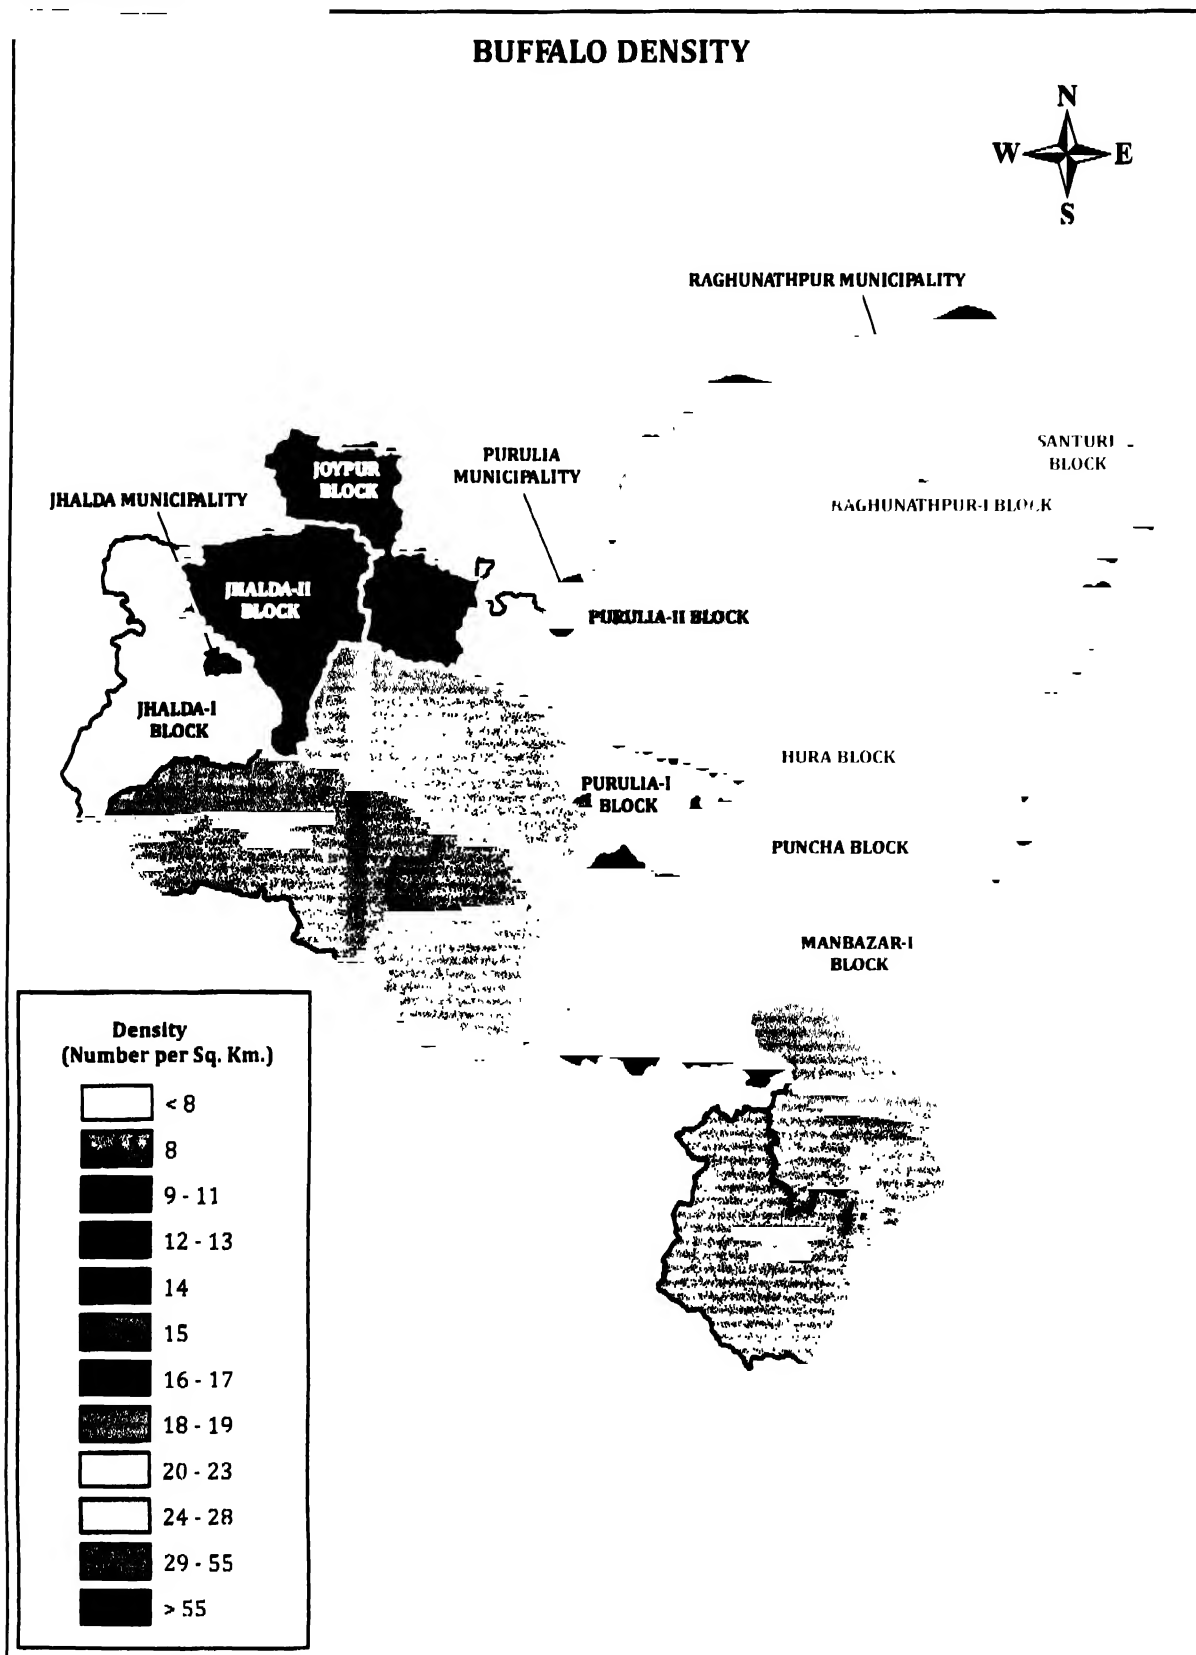 BUFFALO DENSITY
N
W E
S
RAGHUNATHPUR MUNICIPALITY
SANTURI
BLOCK
JOYPUR
BLOCK
PURULIA
MUNICIPALITY
JHALDA MUNICIPALITY
RAGHUNATHPUR-I BLOCK
JHALDA-II
BLOCK
PURULIA-II BLOCK
JHALDA-I
BLOCK
HURA BLOCK
PURULIA-I
BLOCK
PUNCHA BLOCK
MANBAZAR-I
BLOCK
Density
(Number per Sq. Km.)
< 8
8
9 - 11
12 - 13
14
15
16 - 17
18 - 19
20 - 23
24 - 28
29 - 55
> 55